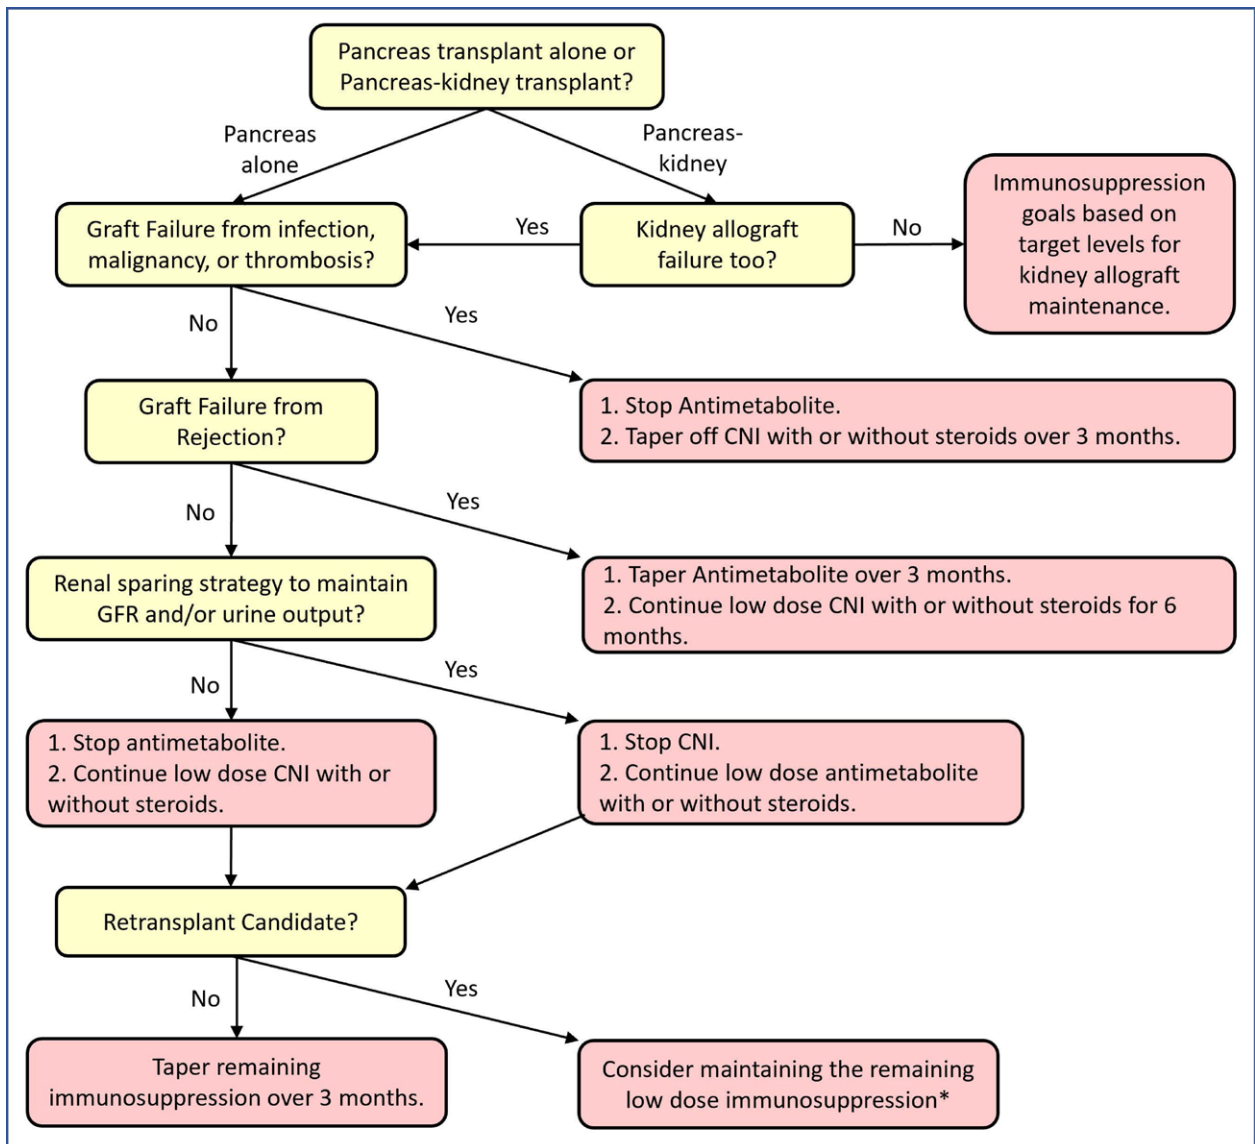 Pancreas transplant alone or
Pancreas-kidney transplant?
Pancreas
alone
Pancreas-
kidney
Graft Failure from infection,
malignancy, or thrombosis?
Yes
Kidney allograft
failure too?
No
Immunosuppression
goals based on
target levels for
kidney allograft
maintenance.
No
Yes
Graft Failure from
Rejection?
1. Stop Antimetabolite.
2. Taper off CNI with or without steroids over 3 months.
No
Yes
Renal sparing strategy to maintain
GFR and/or urine output?
1. Taper Antimetabolite over 3 months.
2. Continue low dose CNI with or without steroids for 6
months.
No
Yes
1. Stop antimetabolite.
2. Continue low dose CNI with or
without steroids.
1. Stop CNI.
2. Continue low dose antimetabolite
with or without steroids.
Retransplant Candidate?
No
Yes
Taper remaining
immunosuppression over 3 months.
Consider maintaining the remaining
low dose immunosuppression*